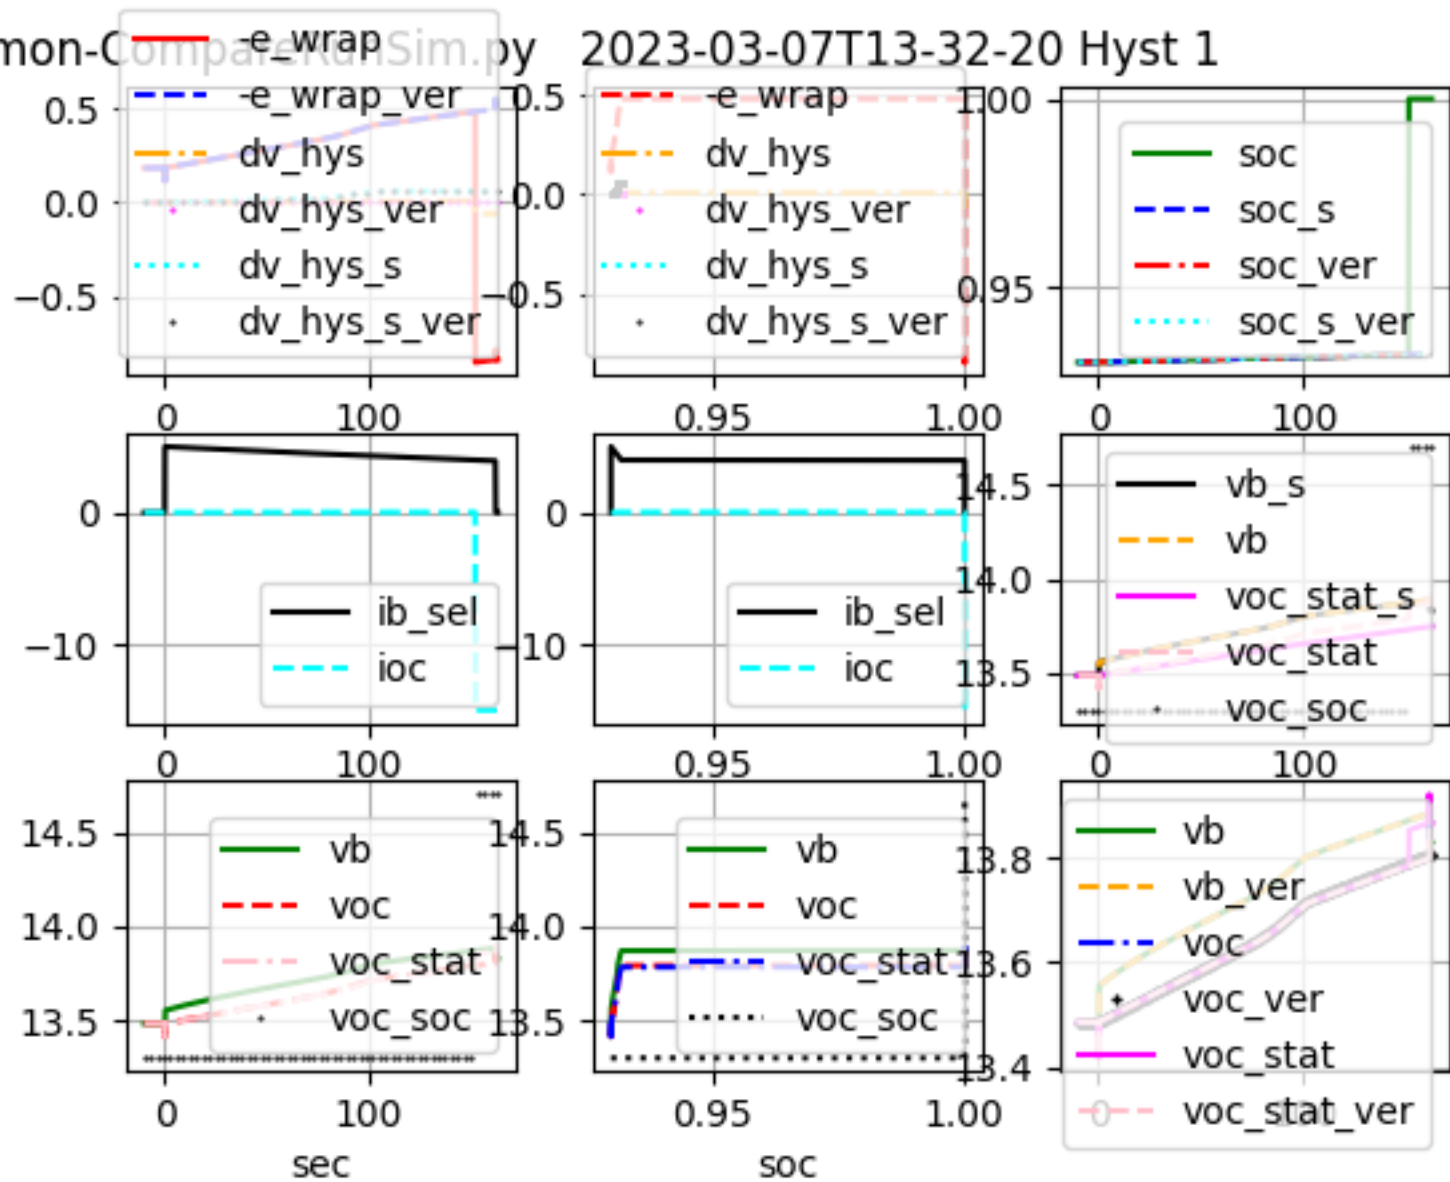 mon-CompareRunSim.py 2023-03-07T13-32-20 Hyst 1
-e_wrap
-e_wrap_ver
dv_hys
dv_hys_ver
dv_hys_s
dv_hys_s_ver
0.5
0.0
−0.5
0
100
-e_wrap
dv_hys
dv_hys_ver
dv_hys_s
dv_hys_s_ver
0.5
0.0
−0.5
0.95
1.00
soc
soc_s
soc_ver
soc_s_ver
1.00
0.95
0
100
0
−10
ib_sel
ioc
0
100
0
−10
ib_sel
ioc
0.95
1.00
14.5
14.0
13.5
vb_s
vb
voc_stat_s
voc_stat
voc_soc
0
100
14.5
14.0
13.5
vb
voc
voc_stat
voc_soc
0
100
sec
14.5
14.0
13.5
vb
voc
voc_stat
voc_soc
0.95
1.00
soc
13.8
13.6
13.4
vb
vb_ver
voc
voc_ver
voc_stat
voc_stat_ver
0
100